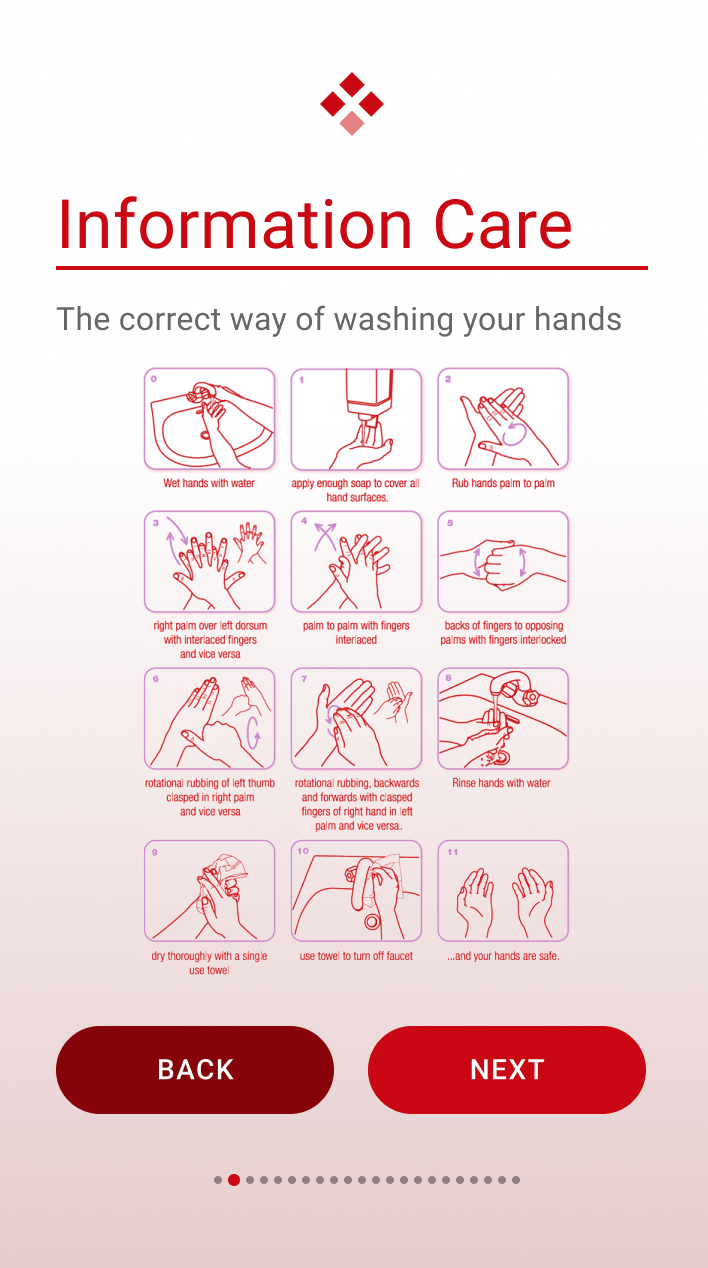 Information Care
The correct way of washing your hands
0
1
2
Wet hands with water
apply enough soap to cover all
hand surfaces.
Rub hands palm to palm
3
4
5
right palm over left dorsum
with interlaced fingers
and vice versa
palm to palm with fingers
interlaced
backs of fingers to opposing
palms with fingers interlocked
6
7
8
rotational rubbing of left thumb
clasped in right palm
and vice versa
rotational rubbing, backwards
and forwards with clasped
fingers of right hand in left
palm and vice versa.
Rinse hands with water
9
10
11
dry thoroughly with a single
use towel
use towel to turn off faucet
...and your hands are safe.
BACK
NEXT